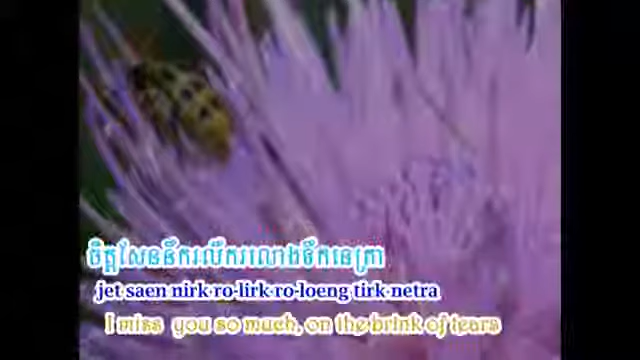 ចិត្តសែននឹករលឹករលោងទឹកនេត្រា
jet saen nirk ro-lirk ro-loeng tirk netra
I miss you so much, on the brink of tears